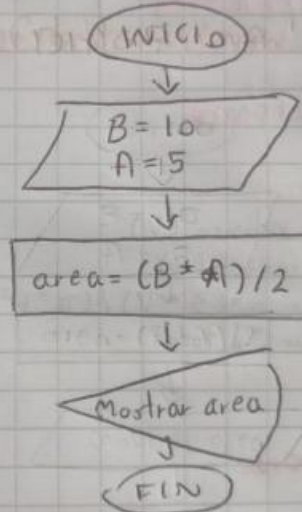 INICIO
B = 10
A = 5
area = (B * A) / 2
Mostrar area
FIN